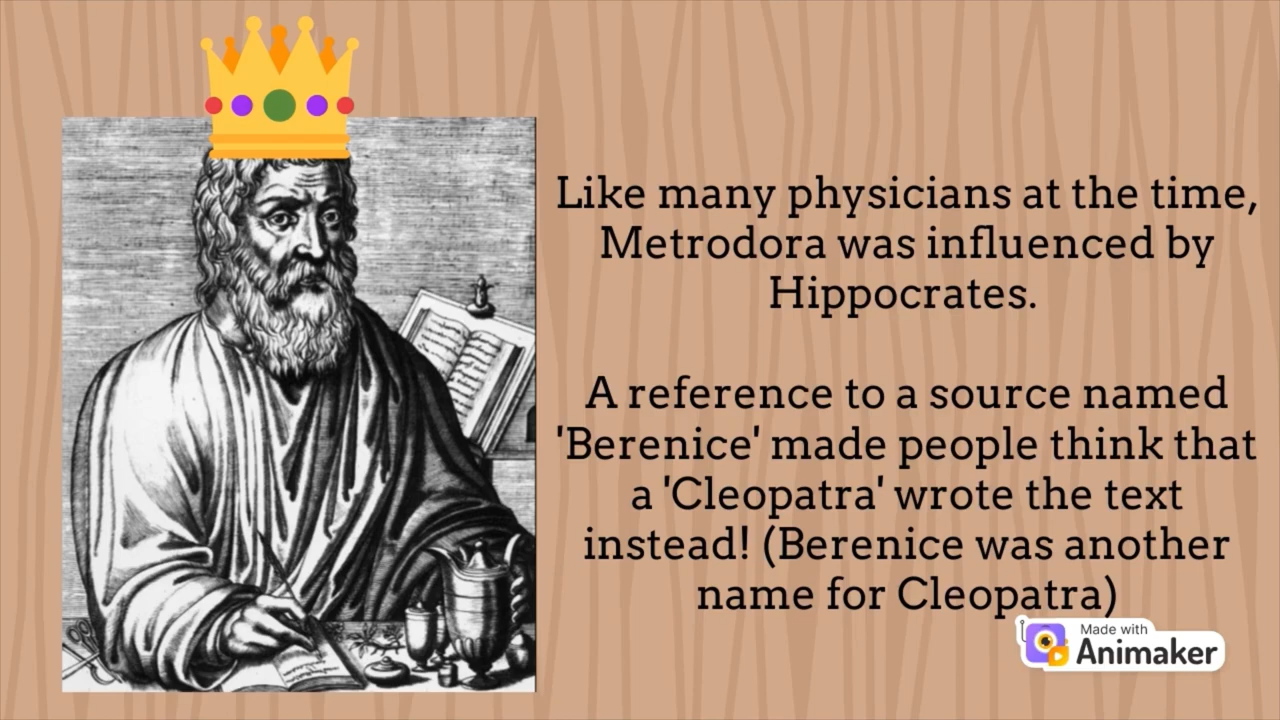 Like many physicians at the time,
Metrodora was influenced by
Hippocrates.
A reference to a source named
'Berenice' made people think that
a 'Cleopatra' wrote the text
instead! (Berenice was another
name for Cleopatra)
Made with
Animaker